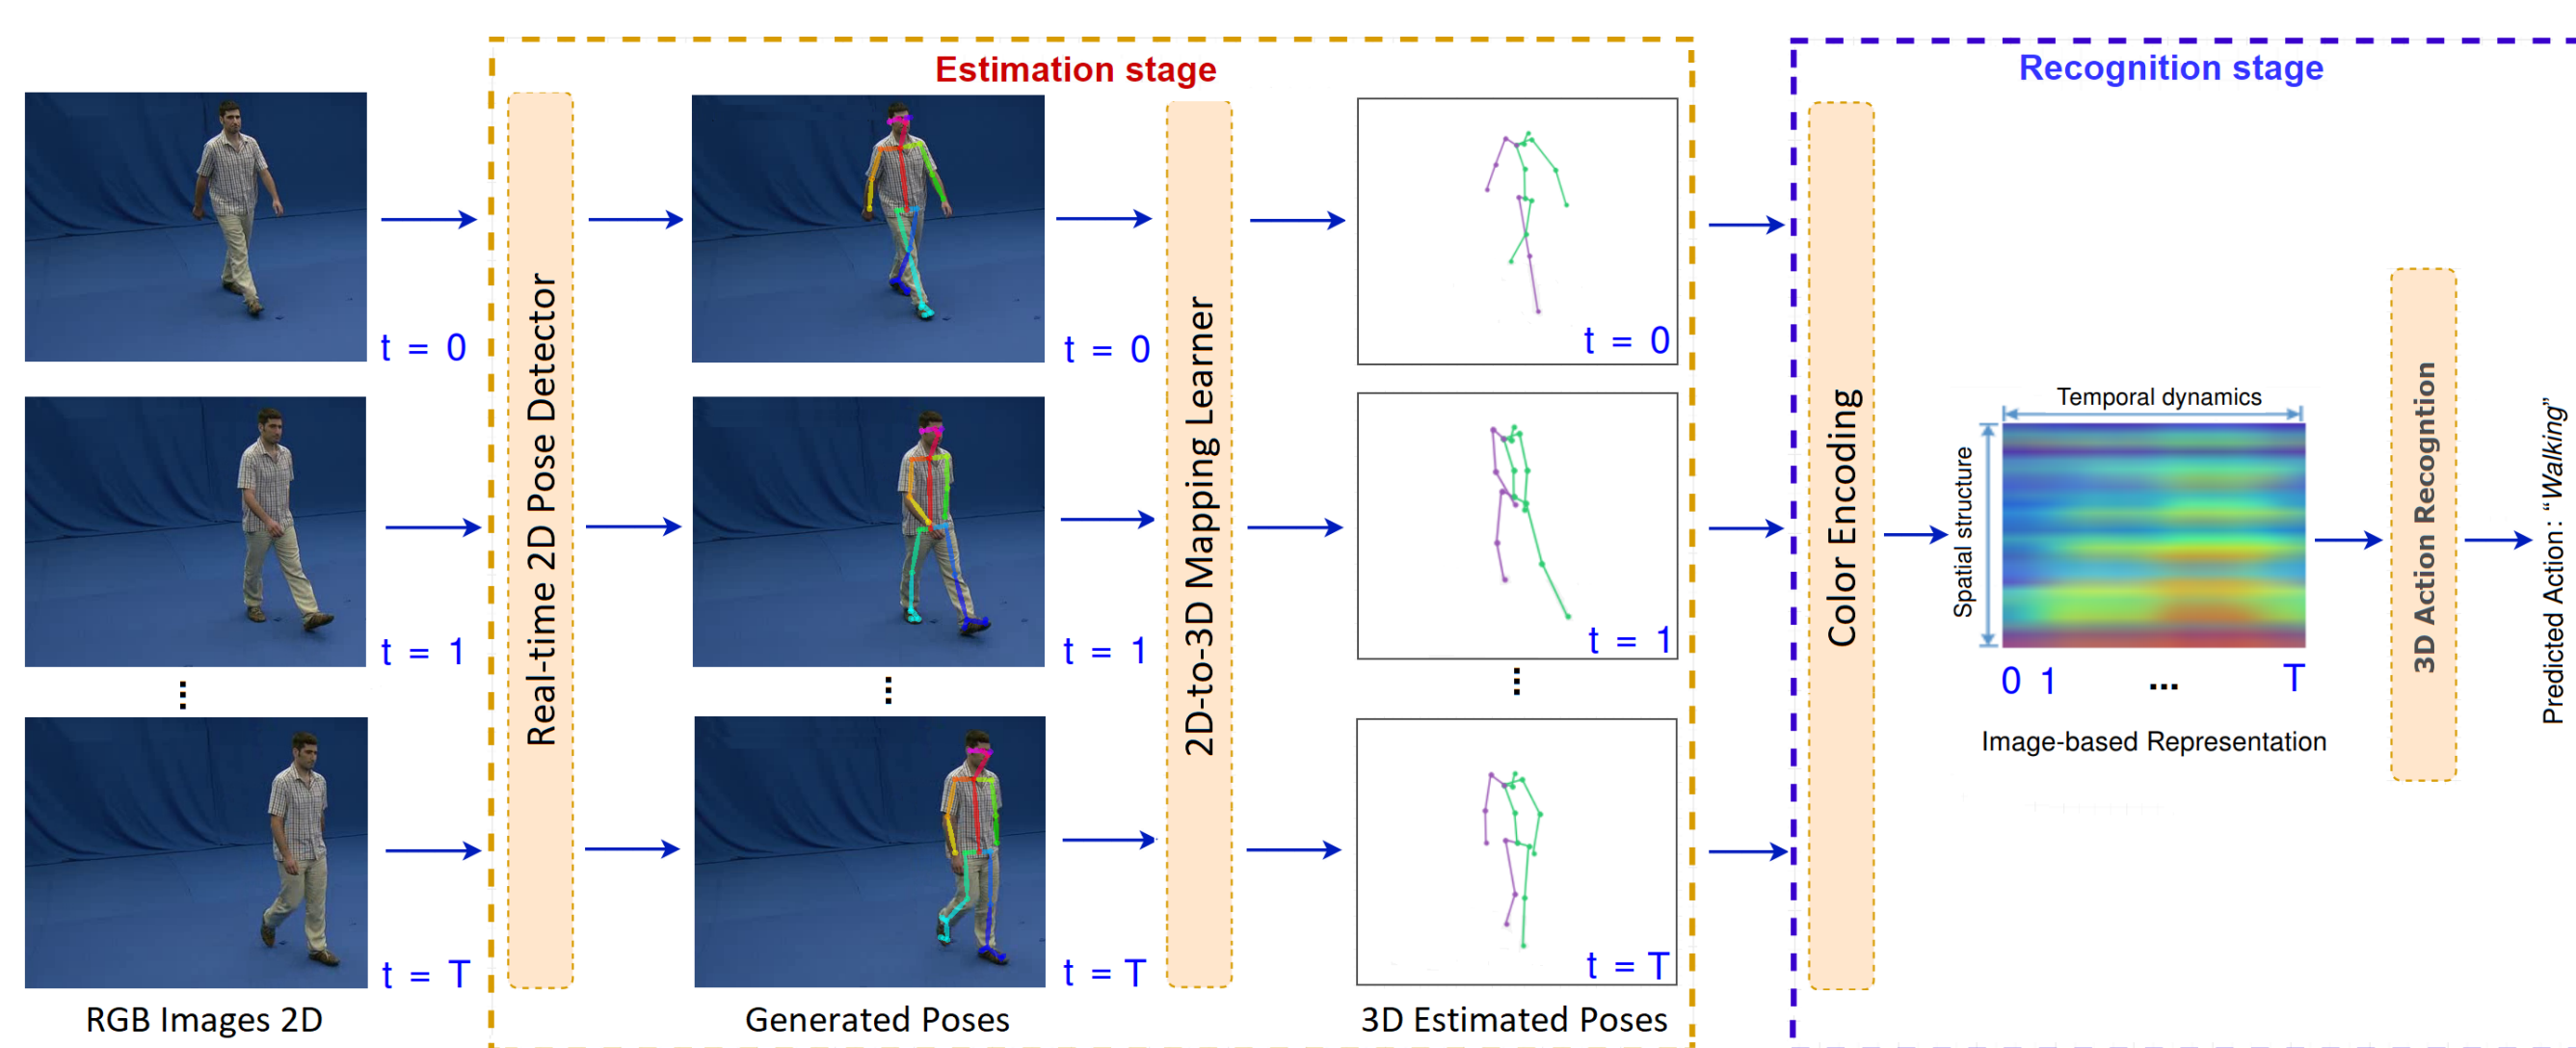 Estimation stage
Recognition stage
Real-time 2D Pose Detector
2D-to-3D Mapping Learner
Color Encoding
3D Action Recogntion
Predicted Action: “Walking”
t = 0
t = 0
t = 0
t = 1
t = 1
t = 1
⋮
⋮
⋮
t = T
t = T
t = T
RGB Images 2D
Generated Poses
3D Estimated Poses
Temporal dynamics
Spatial structure
0 1 ... T
Image-based Representation